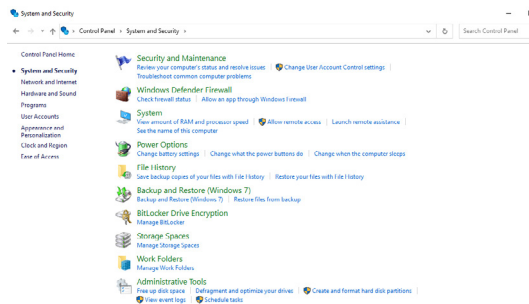 System and Security
Control Panel > System and Security >
Search Control Panel
Control Panel Home
System and Security
Network and Internet
Hardware and Sound
Programs
User Accounts
Appearance and
Personalization
Clock and Region
Ease of Access
Security and Maintenance
Review your computer's status and resolve issues | Change User Account Control settings |
Troubleshoot common computer problems
Windows Defender Firewall
Check firewall status | Allow an app through Windows Firewall
System
View amount of RAM and processor speed | Allow remote access | Launch remote assistance |
See the name of this computer
Power Options
Change battery settings | Change what the power buttons do | Change when the computer sleeps
File History
Save backup copies of your files with File History | Restore your files with File History
Backup and Restore (Windows 7)
Backup and Restore (Windows 7) | Restore files from backup
BitLocker Drive Encryption
Manage BitLocker
Storage Spaces
Manage Storage Spaces
Work Folders
Manage Work Folders
Administrative Tools
Free up disk space | Defragment and optimize your drives | Create and format hard disk partitions |
View event logs | Schedule tasks